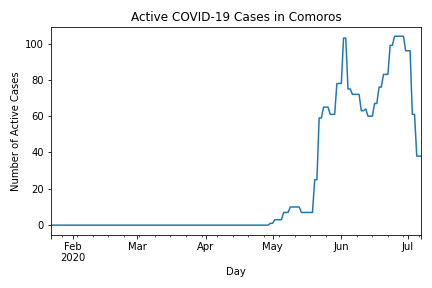 Active COVID-19 Cases in Comoros
Number of Active Cases
100
80
60
40
20
0
Feb Mar Apr May Jun Jul
2020
Day